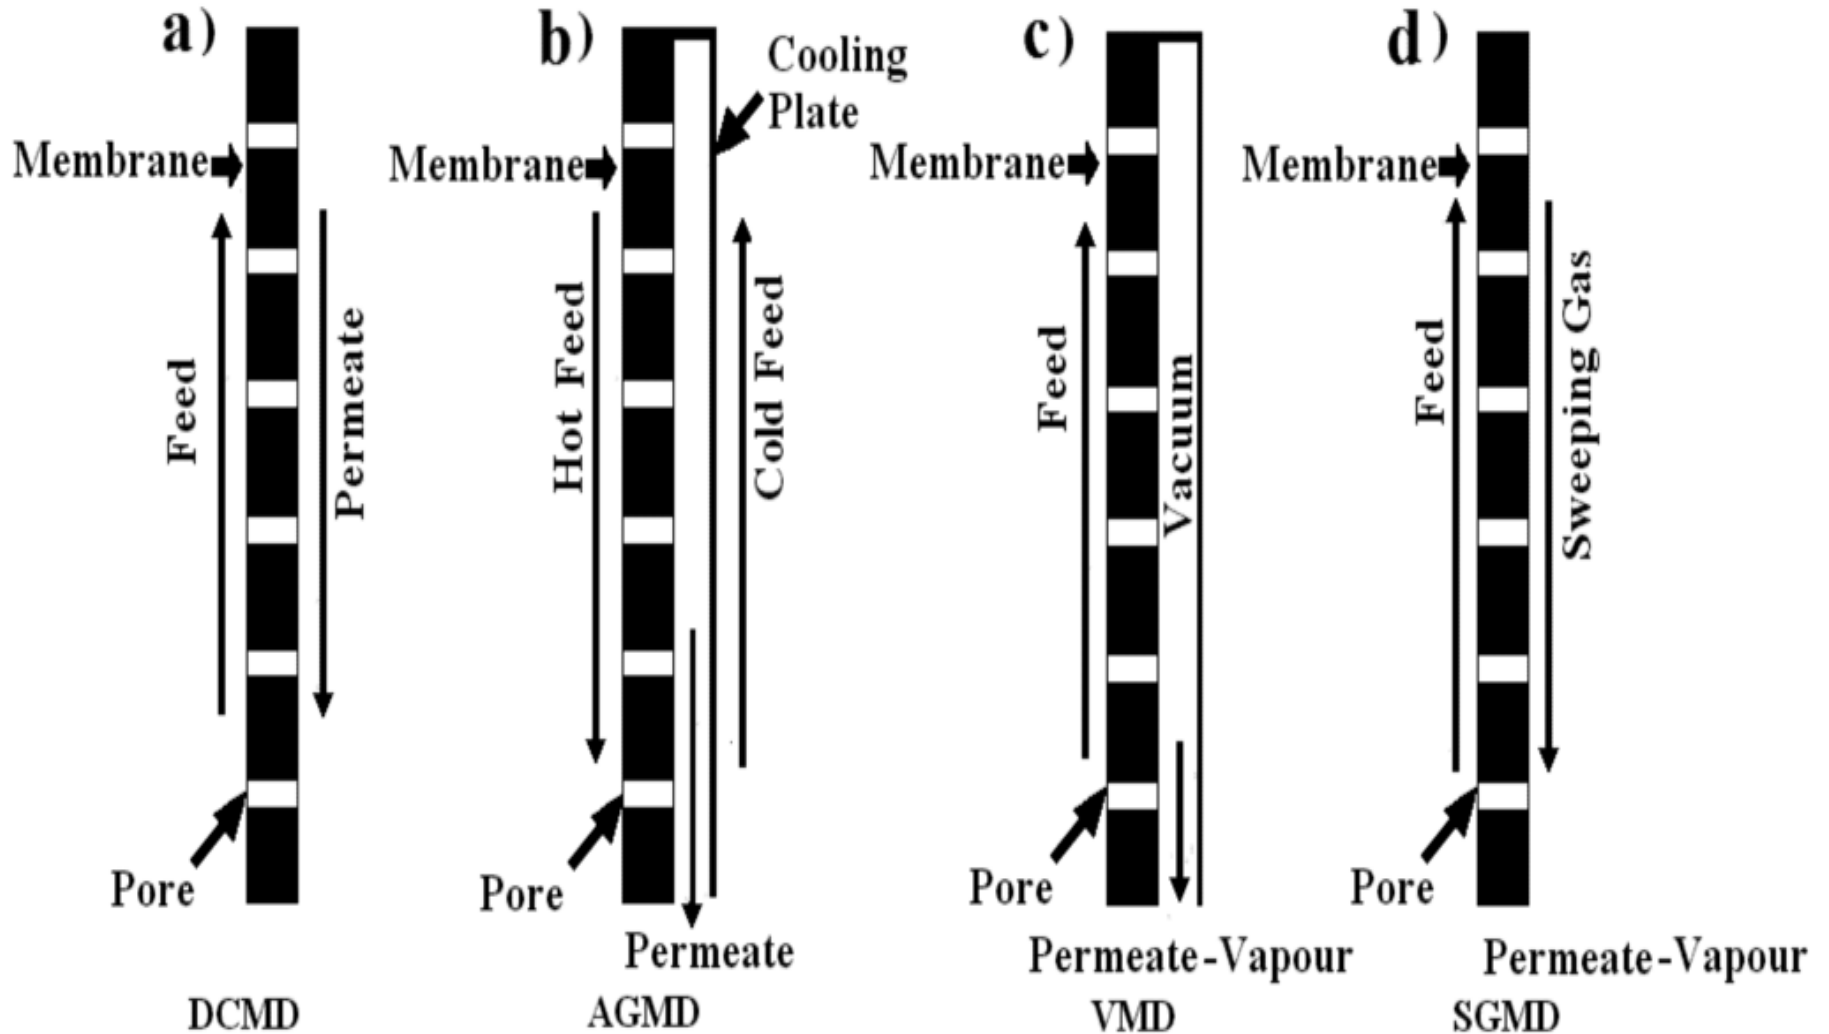 a)
Membrane
Feed
Permeate
Pore
DCMD
b)
Cooling
Plate
Membrane
Hot Feed
Cold Feed
Pore
Permeate
AGMD
c)
Membrane
Feed
Vacuum
Pore
Permeate-Vapour
VMD
d)
Membrane
Feed
Sweeping Gas
Pore
Permeate-Vapour
SGMD